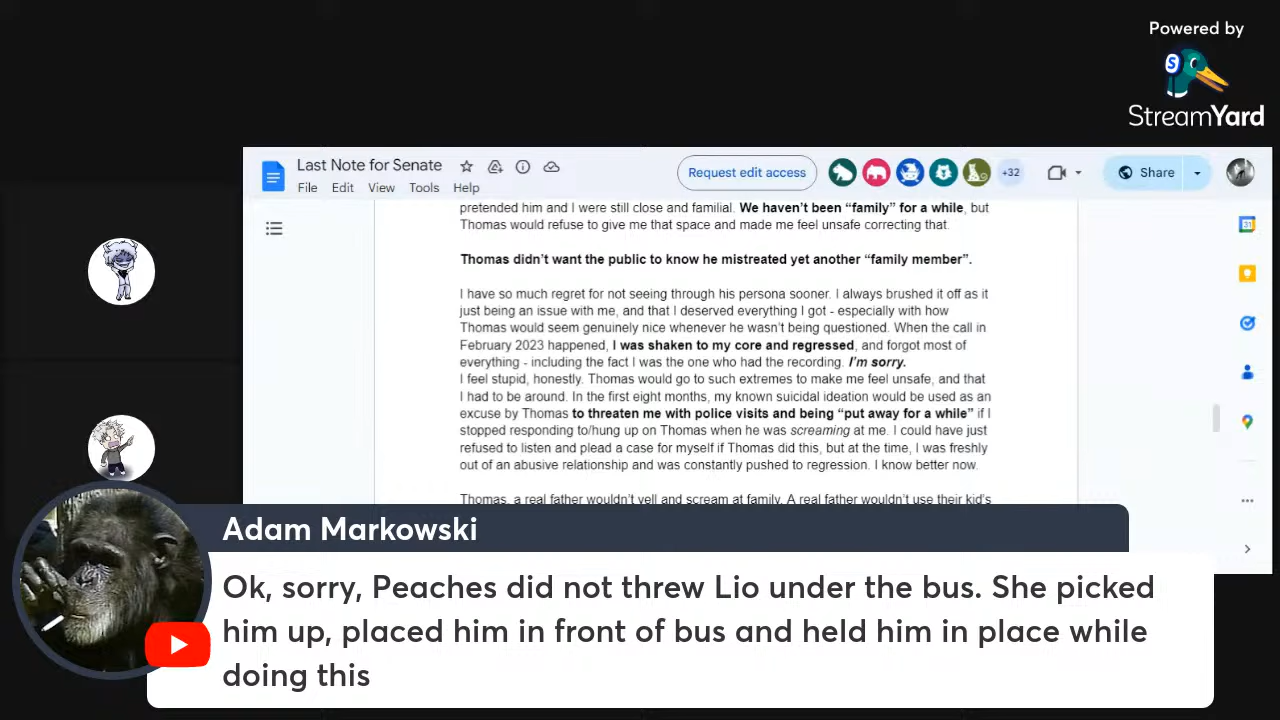 Powered by
StreamYard
Last Note for Senate
File Edit View Tools Help
Request edit access
+32
Share
pretended him and I were still close and familial. We haven't been “family” for a while, but
Thomas would refuse to give me that space and made me feel unsafe correcting that.
Thomas didn't want the public to know he mistreated yet another “family member”.
I have so much regret for not seeing through his persona sooner. I always brushed it off as it
just being an issue with me, and that I deserved everything I got - especially with how
Thomas would seem genuinely nice whenever he wasn't being questioned. When the call in
February 2023 happened, I was shaken to my core and regressed, and forgot most of
everything - including the fact I was the one who had the recording. I'm sorry.
I feel stupid, honestly. Thomas would go to such extremes to make me feel unsafe, and that
I had to be around. In the first eight months, my known suicidal ideation would be used as an
excuse by Thomas to threaten me with police visits and being “put away for a while” if I
stopped responding to/hung up on Thomas when he was screaming at me. I could have just
refused to listen and plead a case for myself if Thomas did this, but at the time, I was freshly
out of an abusive relationship and was constantly pushed to regression. I know better now.
Thomas, a real father wouldn't yell and scream at family. A real father wouldn't use their kid's
Adam Markowski
Ok, sorry, Peaches did not threw Lio under the bus. She picked
him up, placed him in front of bus and held him in place while
doing this